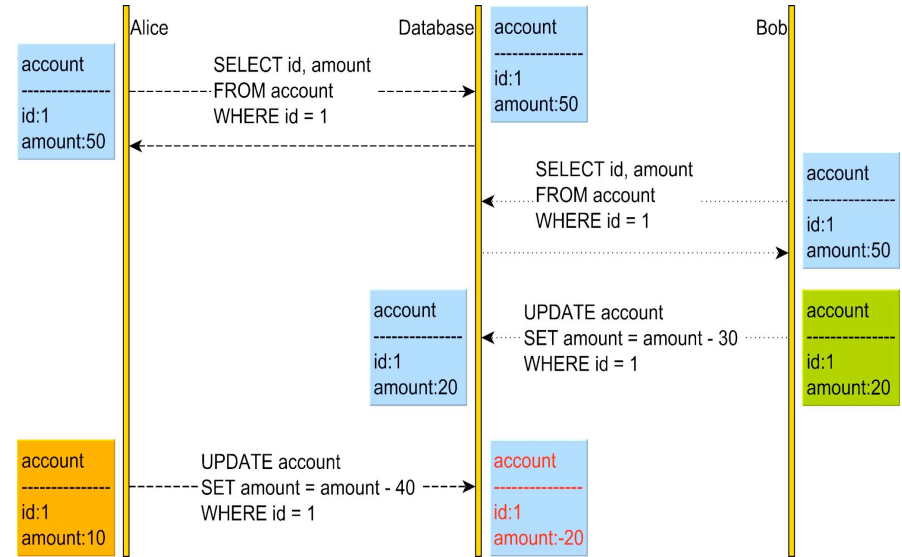 Alice
Database
Bob
account
---------------
id:1
amount:50
SELECT id, amount
FROM account
WHERE id = 1
account
---------------
id:1
amount:50
SELECT id, amount
FROM account
WHERE id = 1
account
---------------
id:1
amount:50
account
---------------
id:1
amount:20
UPDATE account
SET amount = amount - 30
WHERE id = 1
account
---------------
id:1
amount:20
account
---------------
id:1
amount:10
UPDATE account
SET amount = amount - 40
WHERE id = 1
account
---------------
id:1
amount:-20